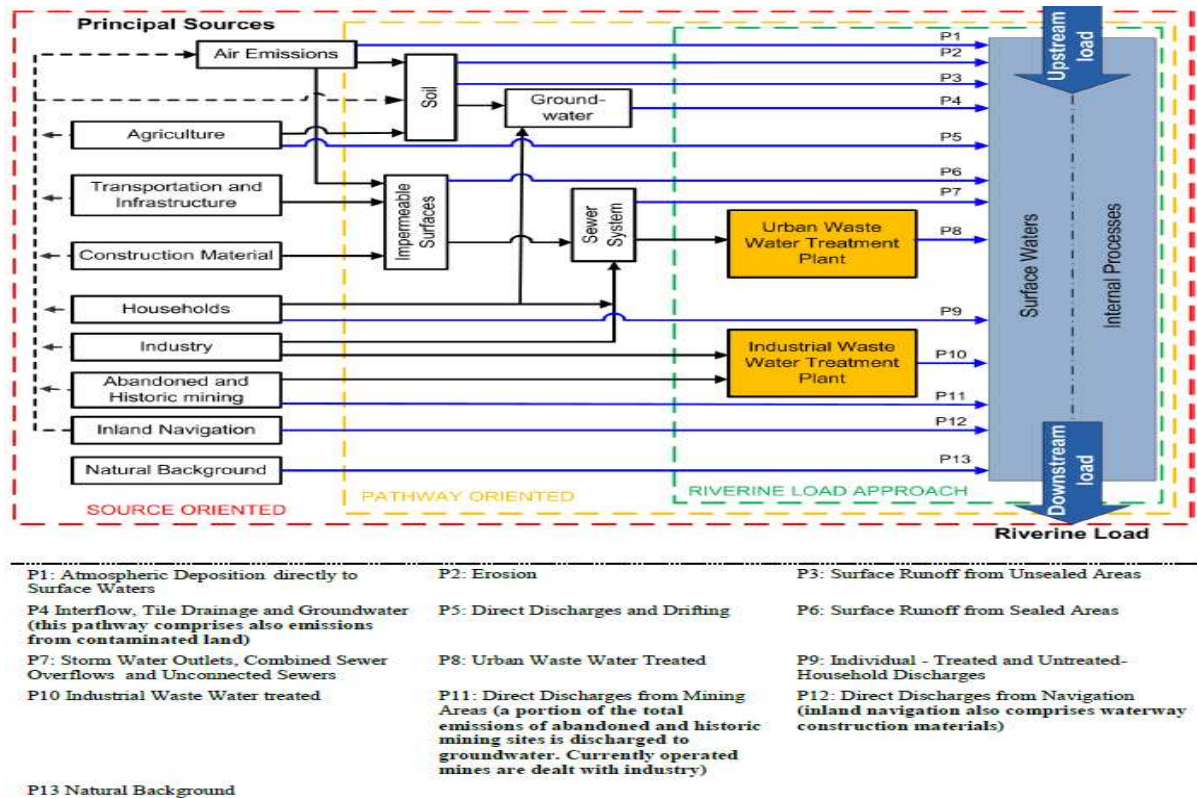 Principal Sources
Air Emissions
Agriculture
Transportation and
Infrastructure
Construction Material
Households
Industry
Abandoned and
Historic mining
Inland Navigation
Natural Background
SOURCE ORIENTED
Soil
Ground-
water
Impermeable
Surfaces
Sewer
System
PATHWAY ORIENTED
Urban Waste
Water Treatment
Plant
Industrial Waste
Water Treatment
Plant
RIVERINE LOAD APPROACH
P1
P2
P3
P4
P5
P6
P7
P8
P9
P10
P11
P12
P13
Upstream
load
Surface Waters
Internal Processes
Downstream
load
Riverine Load
P1: Atmospheric Deposition directly to
Surface Waters
P2: Erosion
P3: Surface Runoff from Unsealed Areas
P4 Interflow, Tile Drainage and Groundwater
(this pathway comprises also emissions
from contaminated land)
P5: Direct Discharges and Drifting
P6: Surface Runoff from Sealed Areas
P7: Storm Water Outlets, Combined Sewer
Overflows and Unconnected Sewers
P8: Urban Waste Water Treated
P9: Individual - Treated and Untreated-
Household Discharges
P10 Industrial Waste Water treated
P11: Direct Discharges from Mining
Areas (a portion of the total
emissions of abandoned and historic
mining sites is discharged to
groundwater. Currently operated
mines are dealt with industry)
P12: Direct Discharges from Navigation
(inland navigation also comprises waterway
construction materials)
P13 Natural Background